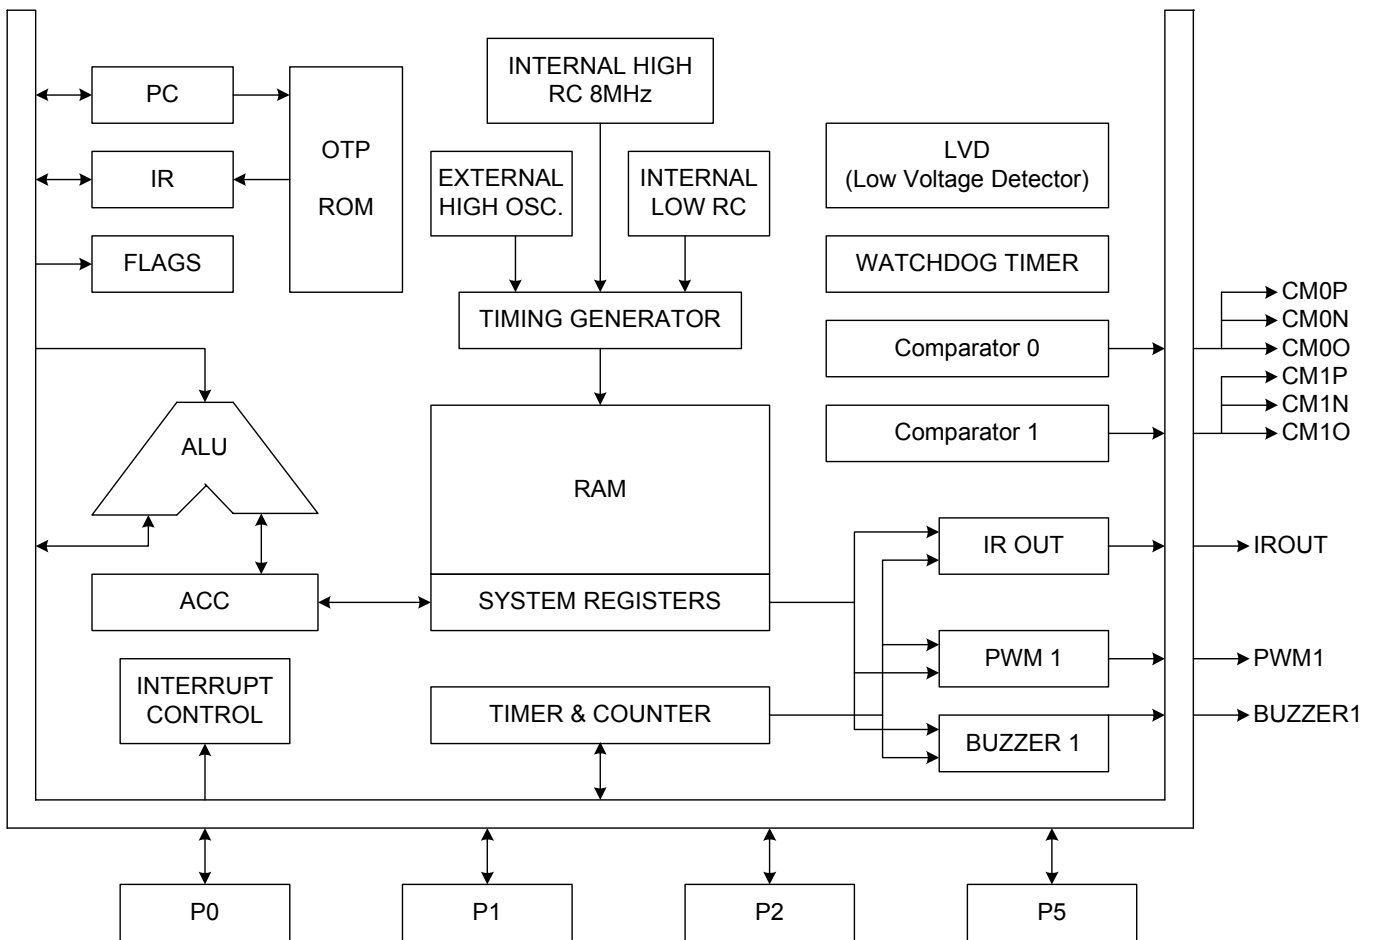 PC
OTP
ROM
IR
FLAGS
INTERNAL HIGH
RC 8MHz
EXTERNAL
HIGH OSC.
INTERNAL
LOW RC
TIMING GENERATOR
LVD
(Low Voltage Detector)
WATCHDOG TIMER
Comparator 0
Comparator 1
CM0P
CM0N
CM0O
CM1P
CM1N
CM1O
ALU
RAM
ACC
SYSTEM REGISTERS
IR OUT
IROUT
INTERRUPT
CONTROL
TIMER & COUNTER
PWM 1
PWM1
BUZZER 1
BUZZER1
P0
P1
P2
P5